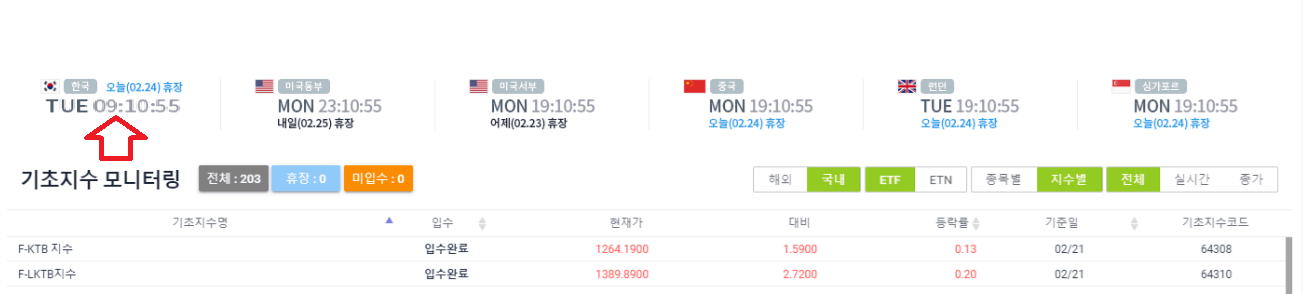 한국 오늘(02.24) 휴장 미국동부 미국서부 중국 런던 싱가포르
TUE 09:10:55 MON 23:10:55 MON 19:10:55 MON 19:10:55 TUE 19:10:55 MON 19:10:55
내일(02.25) 휴장 어제(02.23) 휴장 오늘(02.24) 휴장 오늘(02.24) 휴장 오늘(02.24) 휴장
기초지수 모니터링 전체 : 203 휴장 : 0 미입수 : 0 해외 국내 ETF ETN 종목별 지수별 전체 실시간 종가
기초지수명 입수 현재가 대비 등락률 기준일 기초지수코드
F-KTB 지수 입수완료 1264.1900 1.5900 0.13 02/21 64308
F-LKTB지수 입수완료 1389.8900 2.7200 0.20 02/21 64310